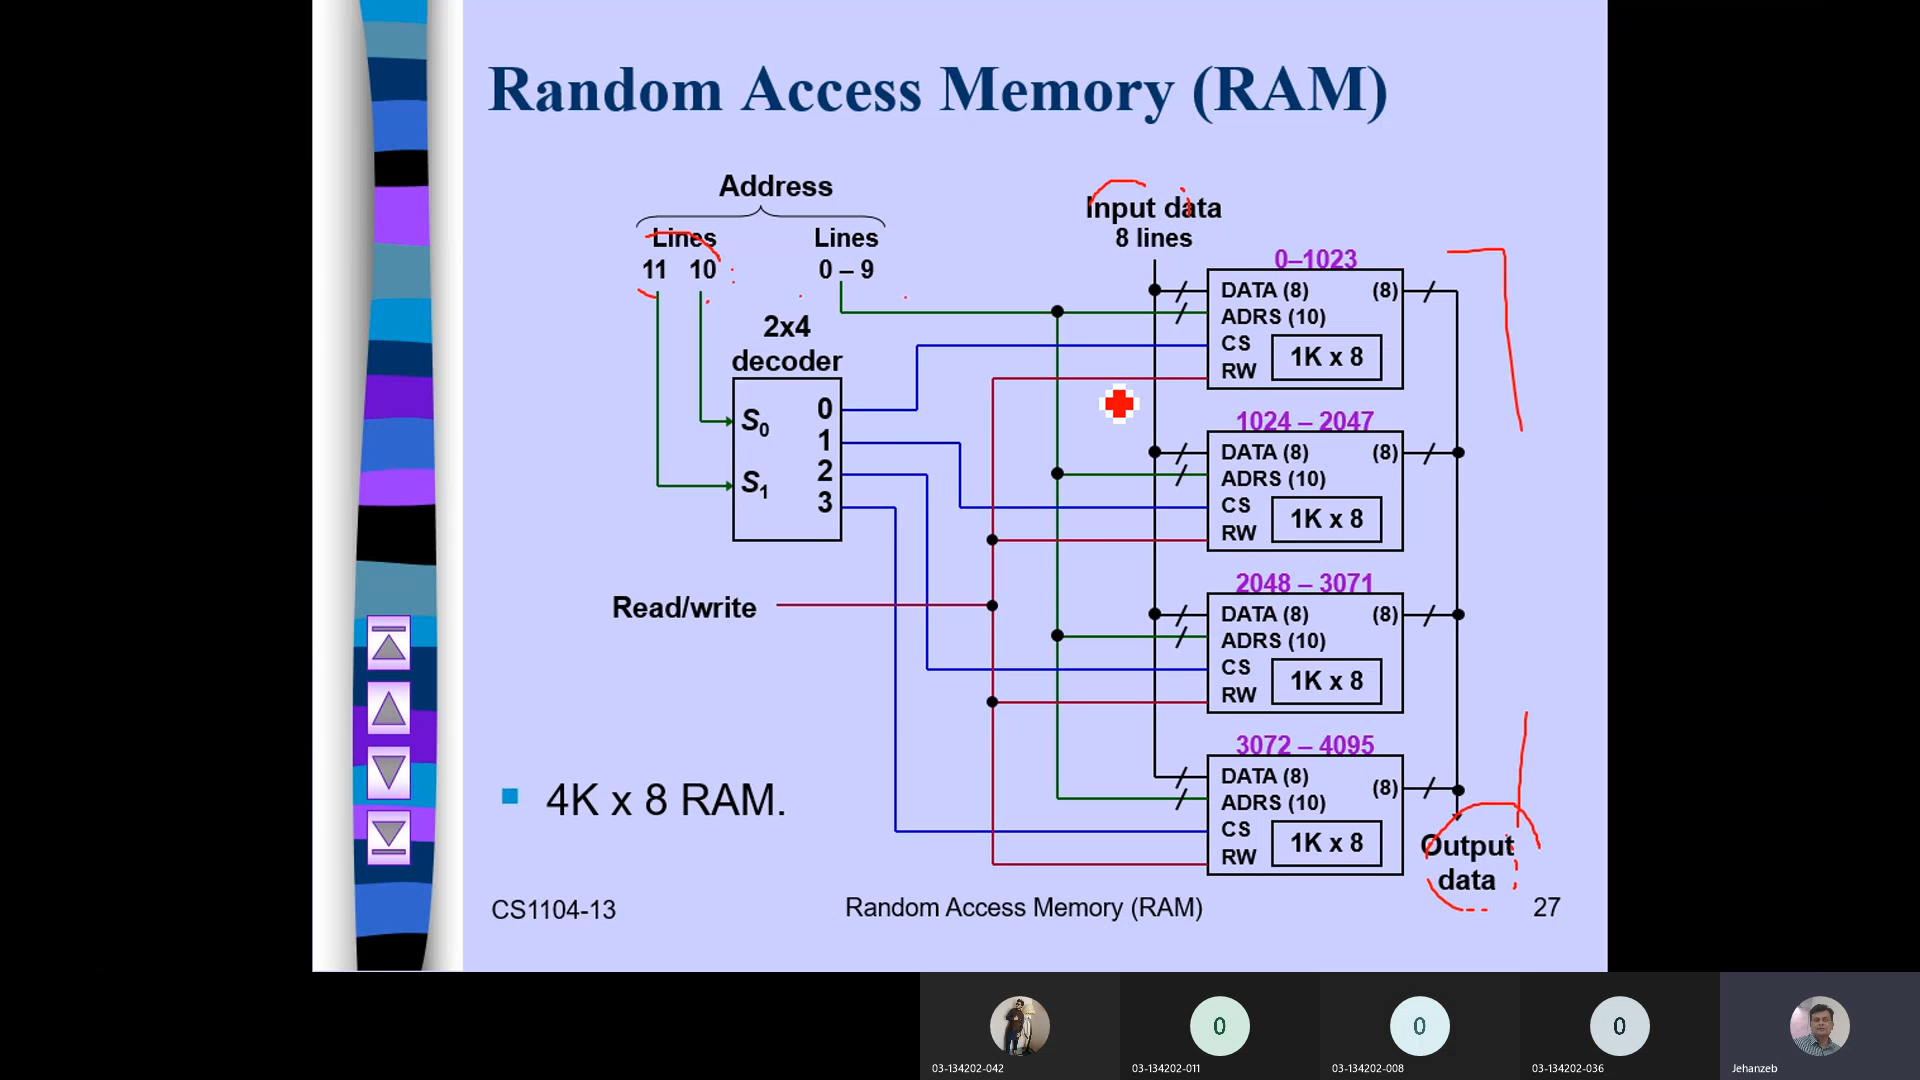 Random Access Memory (RAM)
Address
Lines
11 10
Lines
0 – 9
Input data
8 lines
2x4
decoder
S0
S1
0
1
2
3
Read/write
0–1023
DATA (8) (8)
ADRS (10)
CS
RW
1K x 8
1024 – 2047
DATA (8) (8)
ADRS (10)
CS
RW
1K x 8
2048 – 3071
DATA (8) (8)
ADRS (10)
CS
RW
1K x 8
3072 – 4095
DATA (8) (8)
ADRS (10)
CS
RW
1K x 8
Output
data
4K x 8 RAM.
CS1104-13
Random Access Memory (RAM)
27
0
0
0
03-134202-042
03-134202-011
03-134202-008
03-134202-036
Jehanzeb